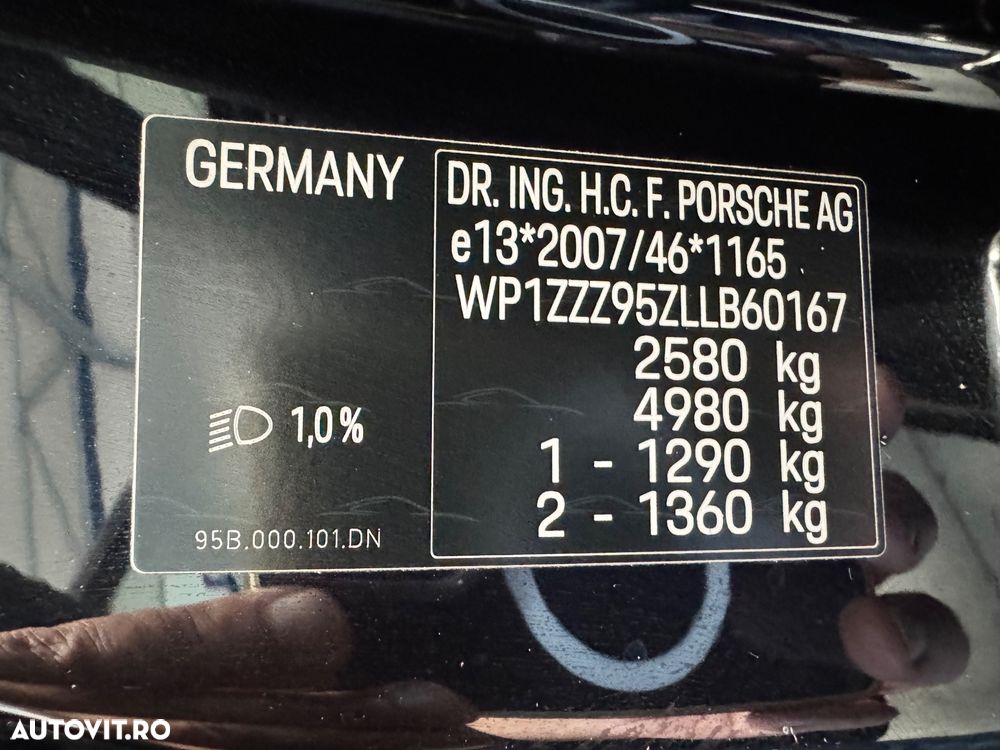 GERMANY
DR. ING. H.C. F. PORSCHE AG
e13*2007/46*1165
WP1ZZZ95ZLLB60167
2580 kg
4980 kg
1 - 1290 kg
2 - 1360 kg
1,0 %
95B.000.101.DN
AUTOVIT.RO